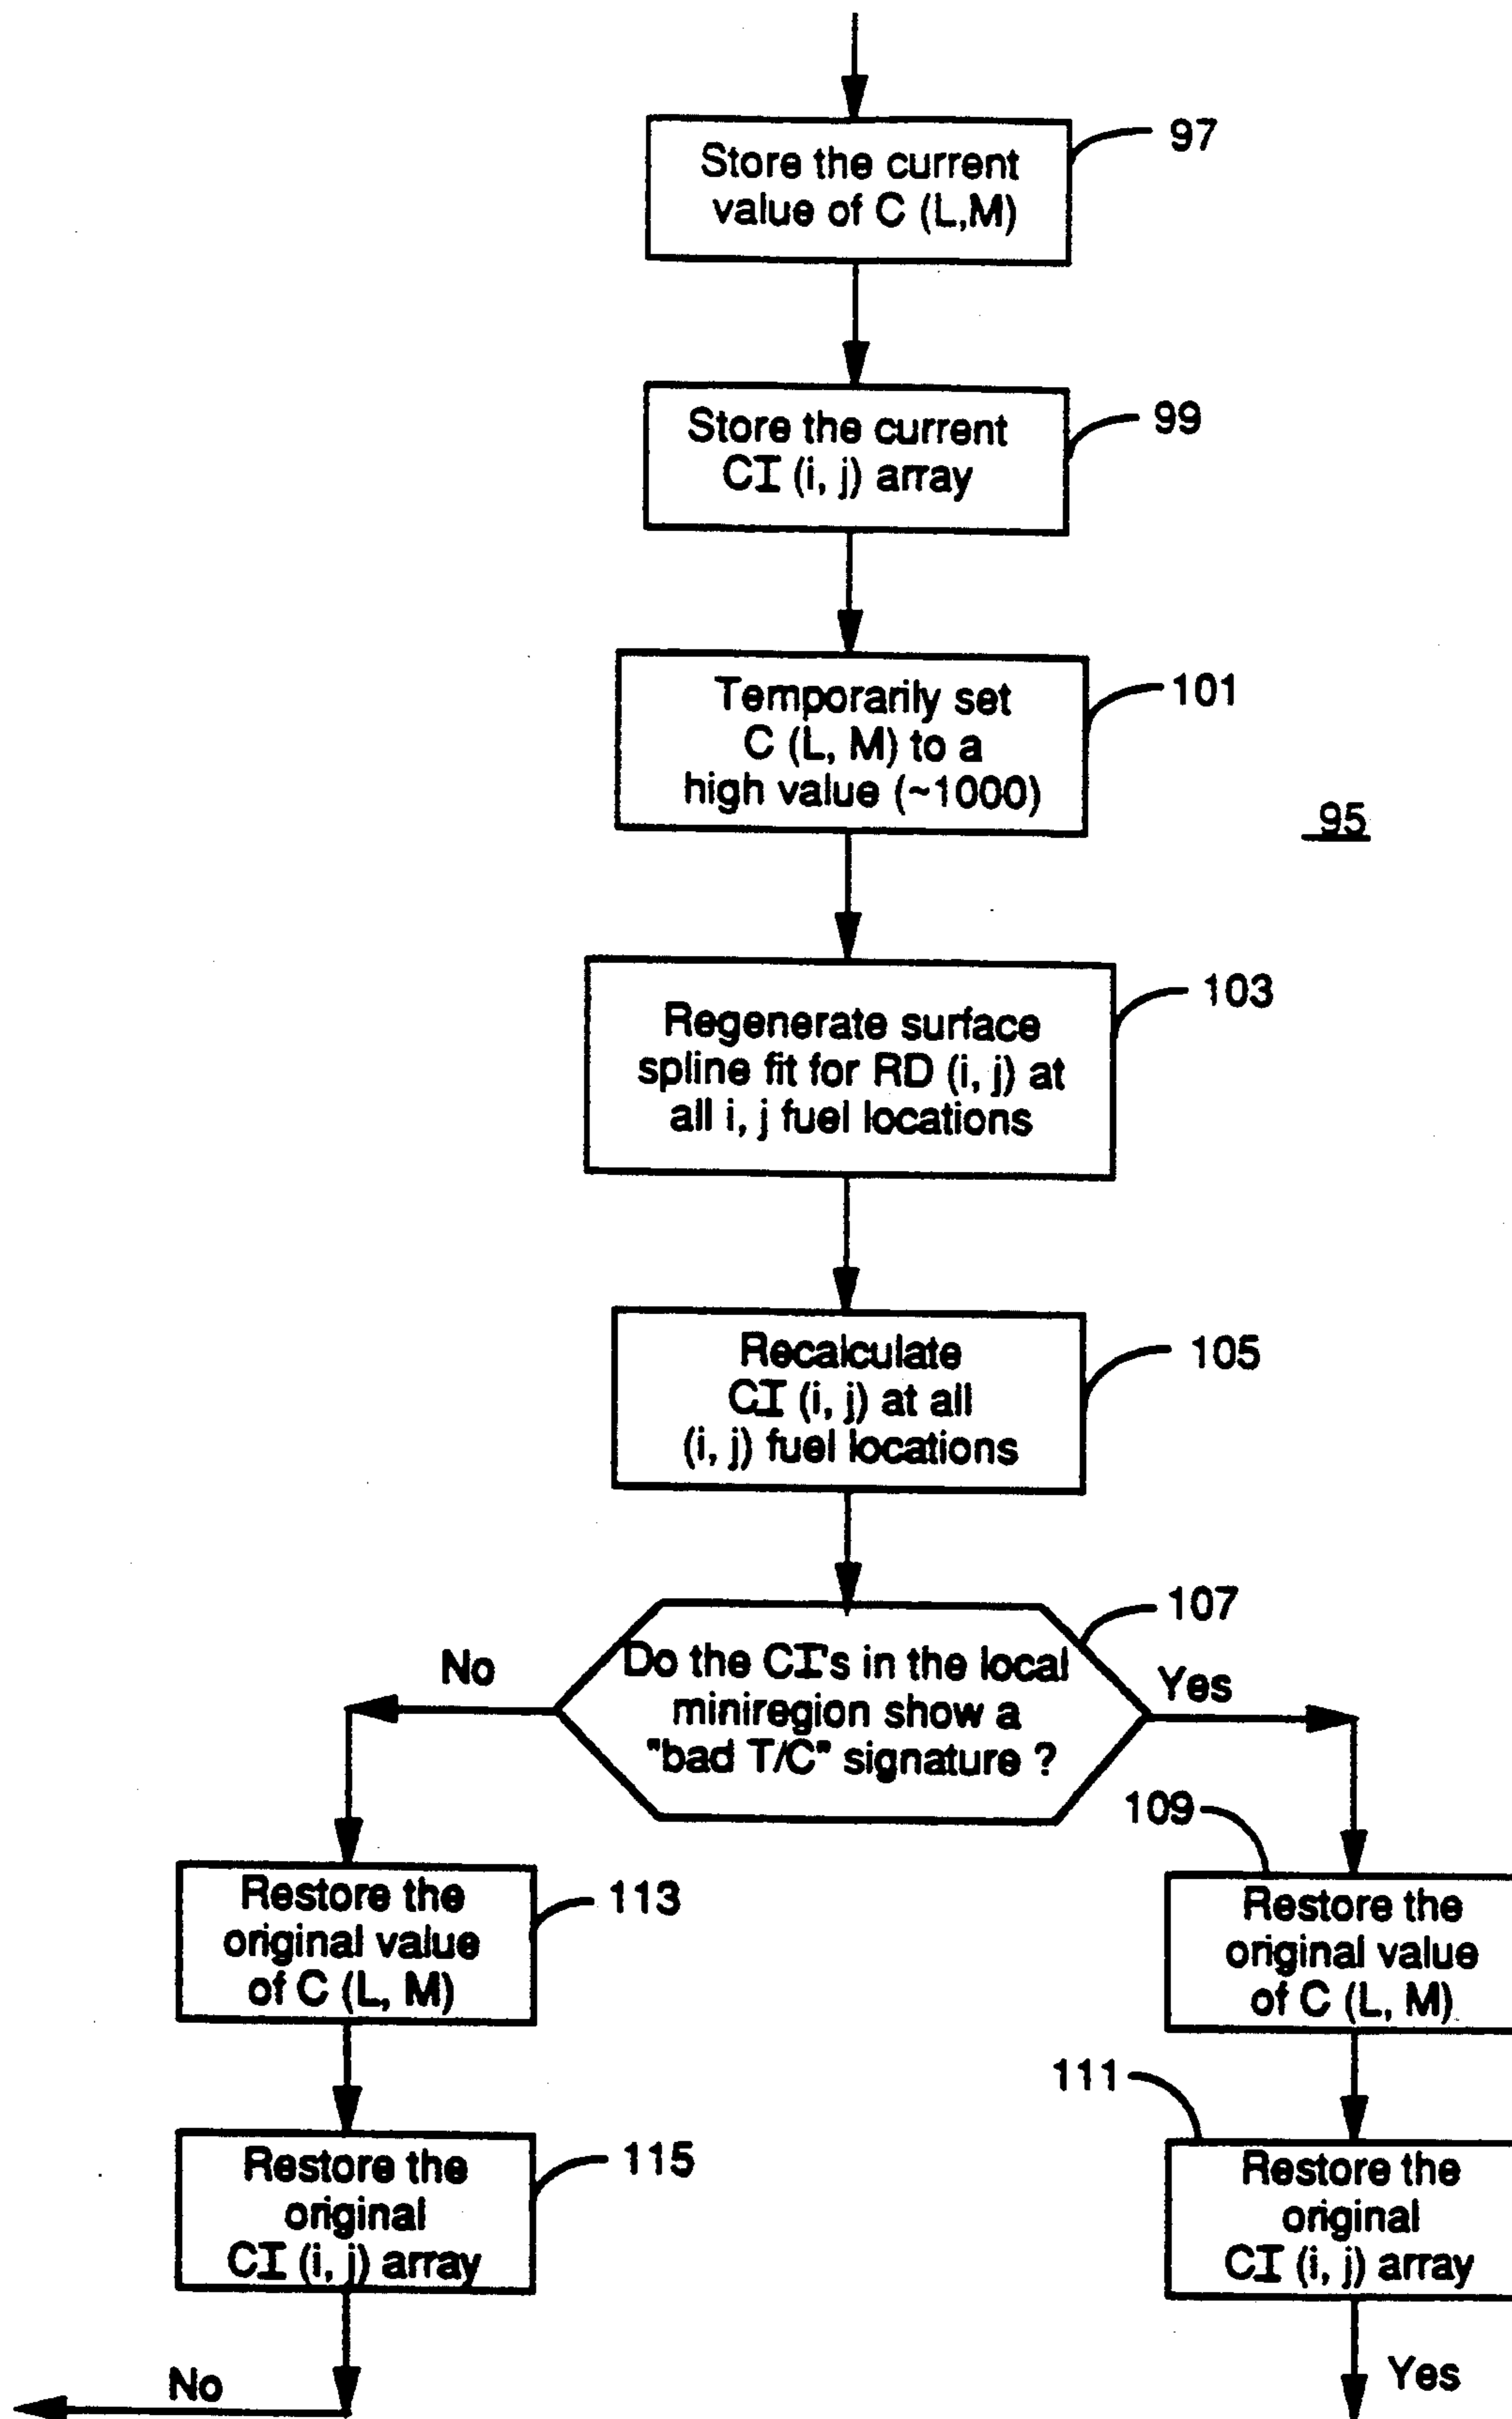 Store the current
value of C (L,M)
97
Store the current
CI (i, j) array
99
Temporarily set
C (L, M) to a
high value (~1000)
101
95
Regenerate surface
spline fit for RD (i, j) at
all i, j fuel locations
103
Recalculate
CI (i, j) at all
(i, j) fuel locations
105
Do the CI's in the local
miniregion show a
"bad T/C" signature ?
107
No
Yes
109
Restore the
original value
of C (L, M)
113
Restore the
original value
of C (L, M)
111
Restore the
original
CI (i, j) array
115
Restore the
original
CI (i, j) array
No
Yes